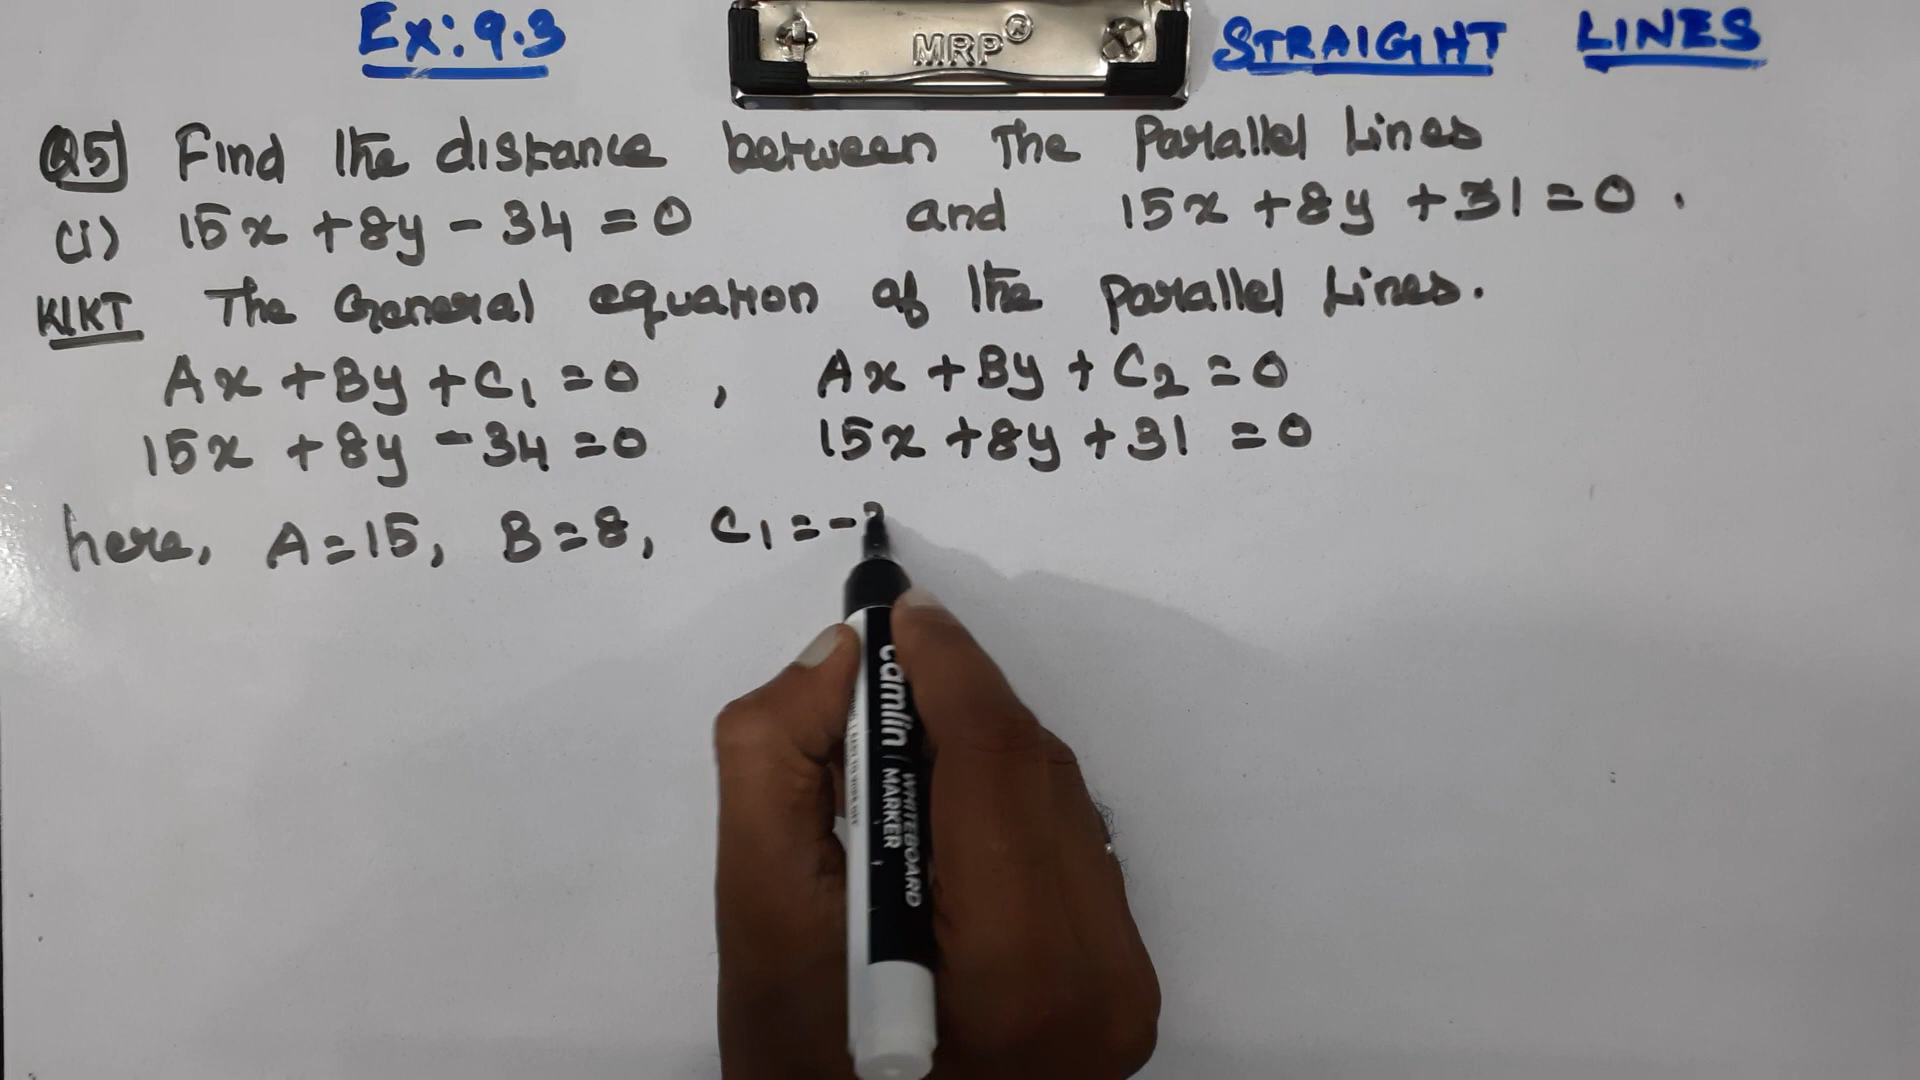 Ex: 9.3
MRP®
STRAIGHT LINES
Q5] Find the distance between The Parallel Lines
(i) 15x + 8y - 34 = 0 and 15x + 8y + 31 = 0 .
WKT The General equation of the parallel Lines.
Ax + By + C₁ = 0 , Ax + By + C₂ = 0
15x + 8y - 34 = 0 15x + 8y + 31 = 0
here, A = 15, B = 8, C₁ = -
camlin
WHITEBOARD
MARKER